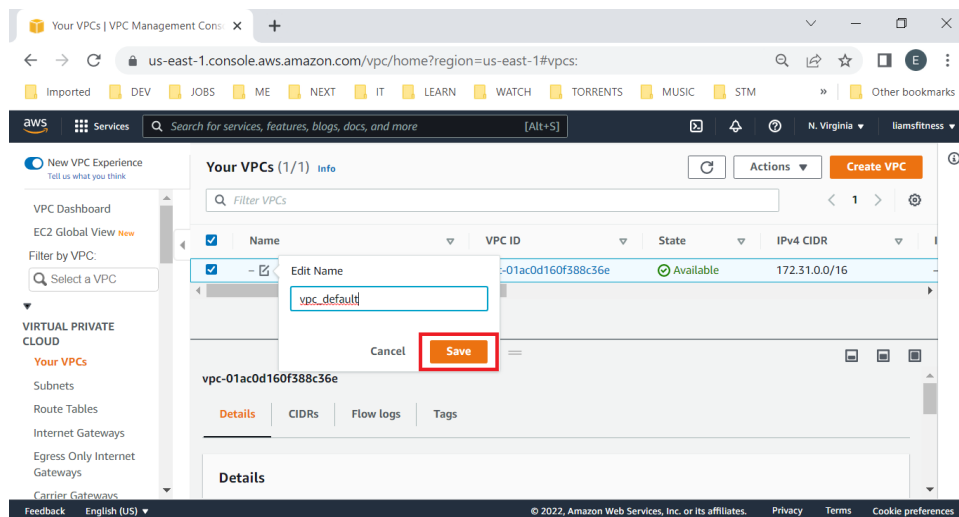 Your VPCs | VPC Management Cons
us-east-1.console.aws.amazon.com/vpc/home?region=us-east-1#vpcs:
E
Imported DEV JOBS ME NEXT IT LEARN WATCH TORRENTS MUSIC STM » Other bookmarks
aws Services Search for services, features, blogs, docs, and more [Alt+S] N. Virginia liamsfitness
New VPC Experience
Tell us what you think
VPC Dashboard
EC2 Global View New
Filter by VPC:
Select a VPC
VIRTUAL PRIVATE
CLOUD
Your VPCs
Subnets
Route Tables
Internet Gateways
Egress Only Internet
Gateways
Carrier Gateways
Your VPCs (1/1) Info
Actions Create VPC
Filter VPCs
1
Name VPC ID State IPv4 CIDR
– :-01ac0d160f388c36e Available 172.31.0.0/16 –
Edit Name
vpc_default
Cancel Save
vpc-01ac0d160f388c36e
Details CIDRs Flow logs Tags
Details
Feedback English (US) © 2022, Amazon Web Services, Inc. or its affiliates. Privacy Terms Cookie preferences